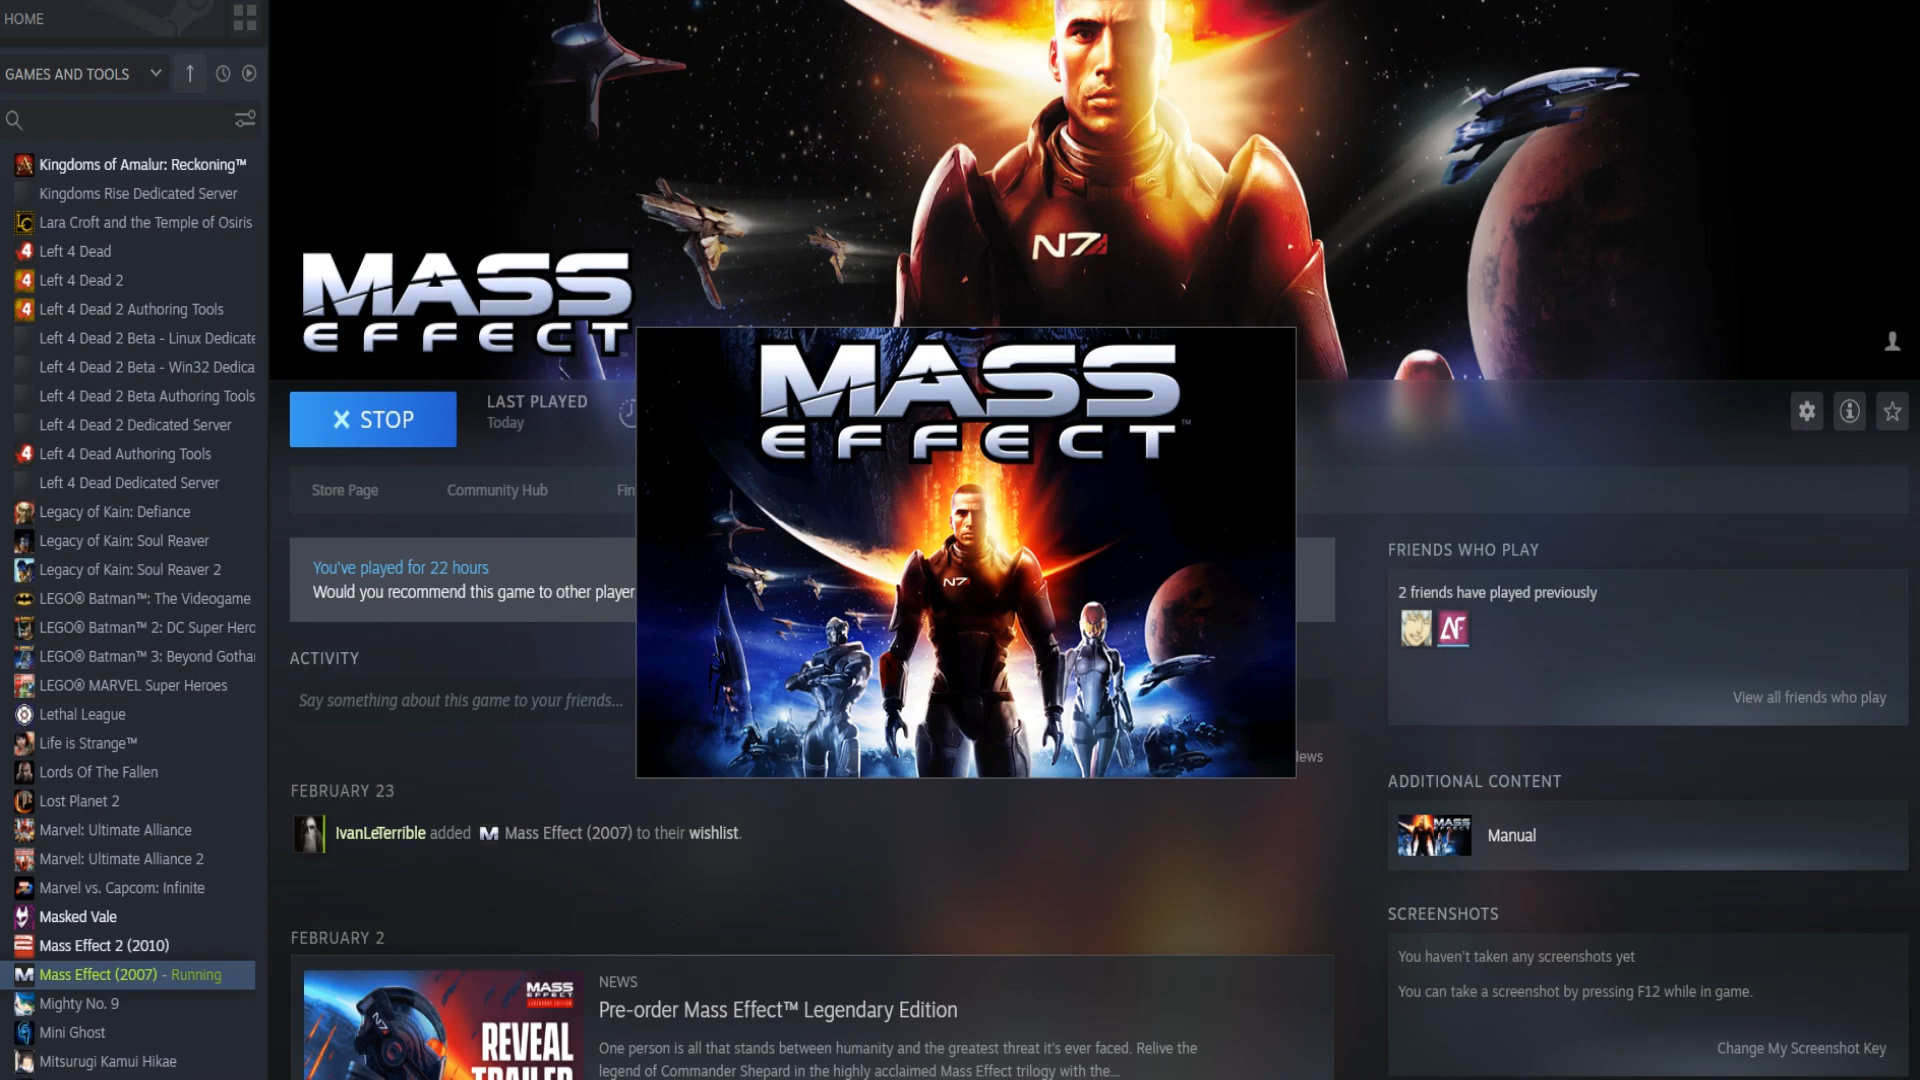 HOME
GAMES AND TOOLS
Kingdoms of Amalur: Reckoning™
Kingdoms Rise Dedicated Server
Lara Croft and the Temple of Osiris
Left 4 Dead
Left 4 Dead 2
Left 4 Dead 2 Authoring Tools
Left 4 Dead 2 Beta - Linux Dedicate
Left 4 Dead 2 Beta - Win32 Dedica
Left 4 Dead 2 Beta Authoring Tools
Left 4 Dead 2 Dedicated Server
Left 4 Dead Authoring Tools
Left 4 Dead Dedicated Server
Legacy of Kain: Defiance
Legacy of Kain: Soul Reaver
Legacy of Kain: Soul Reaver 2
LEGO® Batman™: The Videogame
LEGO® Batman™ 2: DC Super Hero
LEGO® Batman™ 3: Beyond Gotha
LEGO® MARVEL Super Heroes
Lethal League
Life is Strange™
Lords Of The Fallen
Lost Planet 2
Marvel: Ultimate Alliance
Marvel: Ultimate Alliance 2
Marvel vs. Capcom: Infinite
Masked Vale
Mass Effect 2 (2010)
Mass Effect (2007) - Running
Mighty No. 9
Mini Ghost
Mitsurugi Kamui Hikae
N7
MASS
EFFECT
STOP
LAST PLAYED
Today
Store Page
Community Hub
Fin
You've played for 22 hours
Would you recommend this game to other player
ACTIVITY
Say something about this game to your friends...
News
MASS
EFFECT™
N7
FEBRUARY 23
IvanLeTerrible added Mass Effect (2007) to their wishlist.
FEBRUARY 2
MASS
EFFECT
LEGENDARY EDITION
N7
REVEAL
TRAILER
NEWS
Pre-order Mass Effect™ Legendary Edition
One person is all that stands between humanity and the greatest threat it's ever faced. Relive the
legend of Commander Shepard in the highly acclaimed Mass Effect trilogy with the...
FRIENDS WHO PLAY
2 friends have played previously
AF
View all friends who play
ADDITIONAL CONTENT
MASS
EFFECT
Manual
SCREENSHOTS
You haven't taken any screenshots yet
You can take a screenshot by pressing F12 while in game.
Change My Screenshot Key